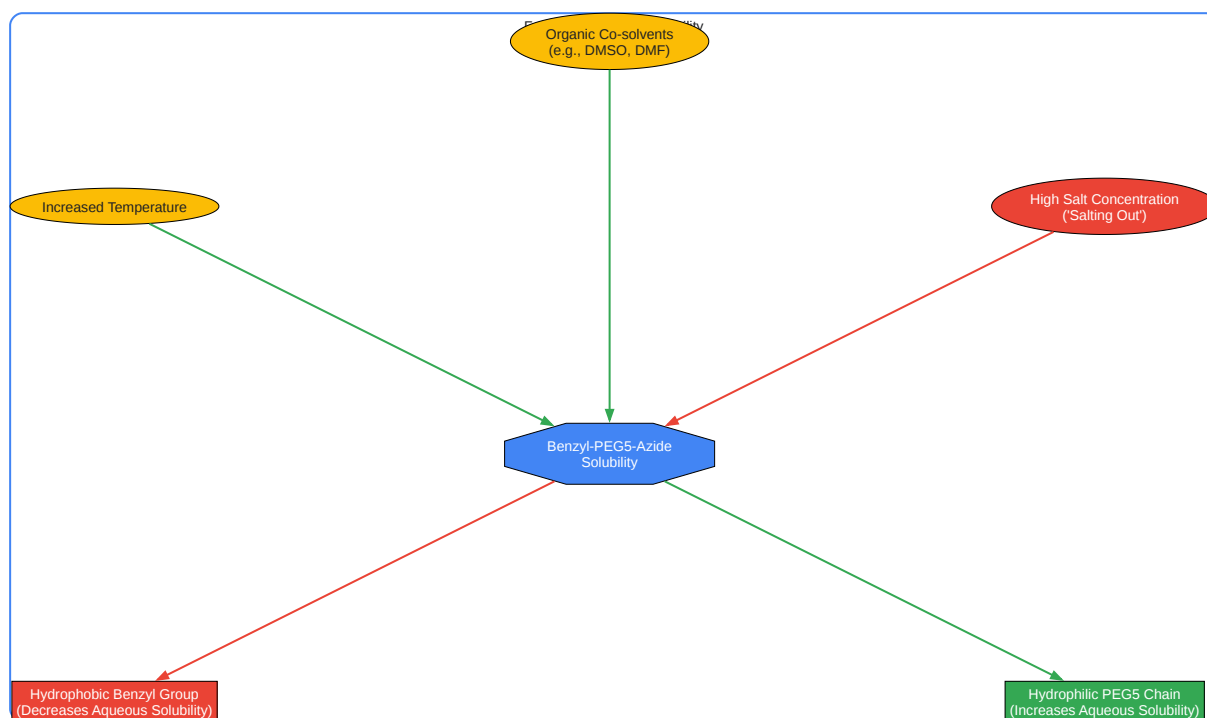 Organic Co-solvents
(e.g., DMSO, DMF)
Increased Temperature
High Salt Concentration
('Salting Out')
Benzyl-PEG5-Azide
Solubility
Hydrophobic Benzyl Group
(Decreases Aqueous Solubility)
Hydrophilic PEG5 Chain
(Increases Aqueous Solubility)